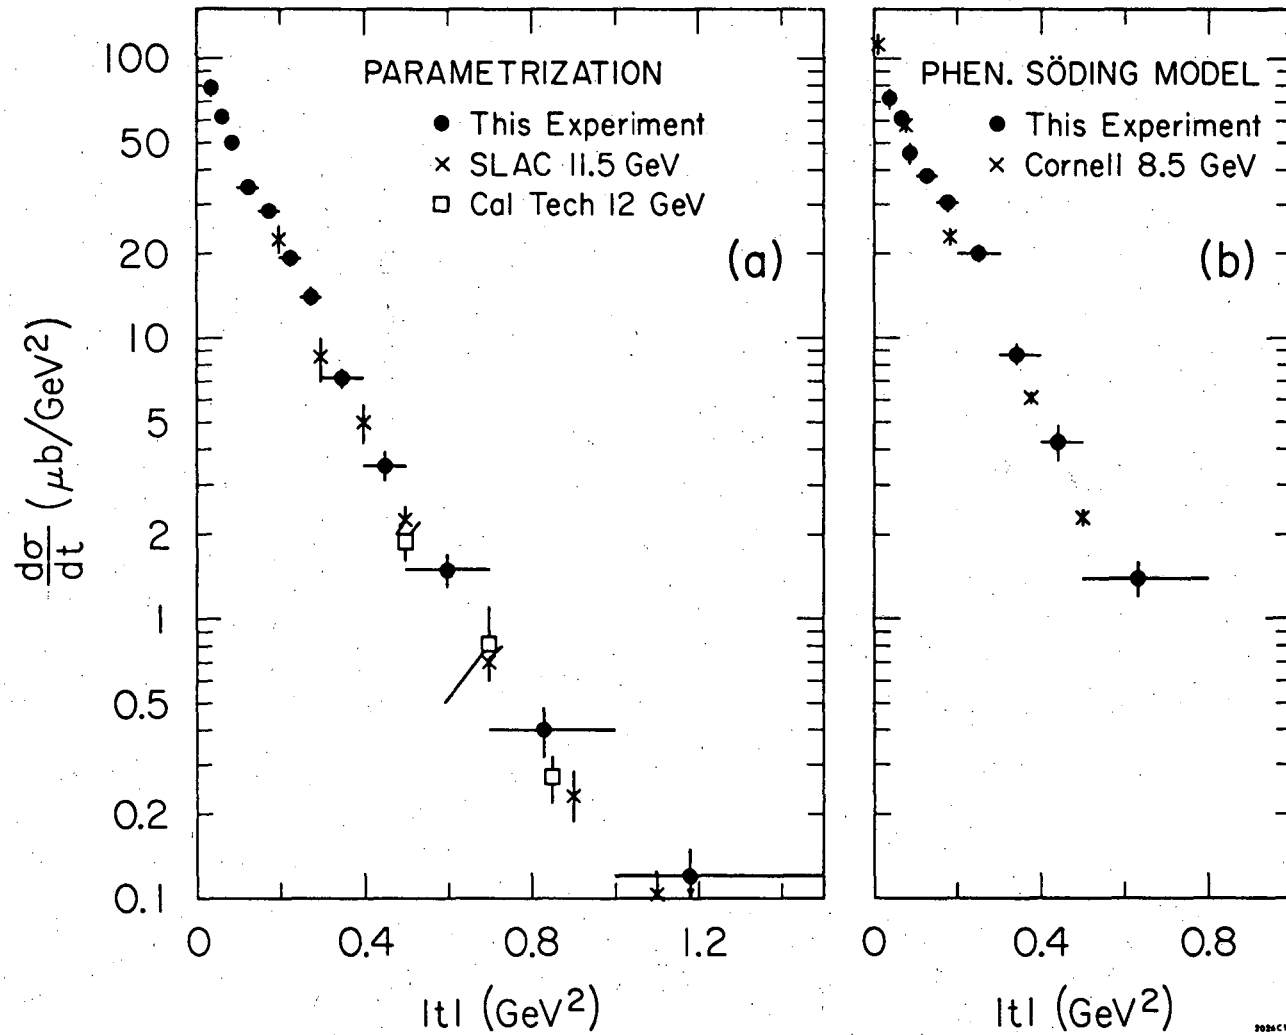 PARAMETRIZATION
● This Experiment
× SLAC 11.5 GeV
□ Cal Tech 12 GeV
(a)
100
50
20
10
5
2
1
0.5
0.2
0.1
dσ/dt (μb/GeV²)
0 0.4 0.8 1.2
|t| (GeV²)
PHEN. SÖDING MODEL
● This Experiment
× Cornell 8.5 GeV
(b)
0 0.4 0.8
|t| (GeV²)